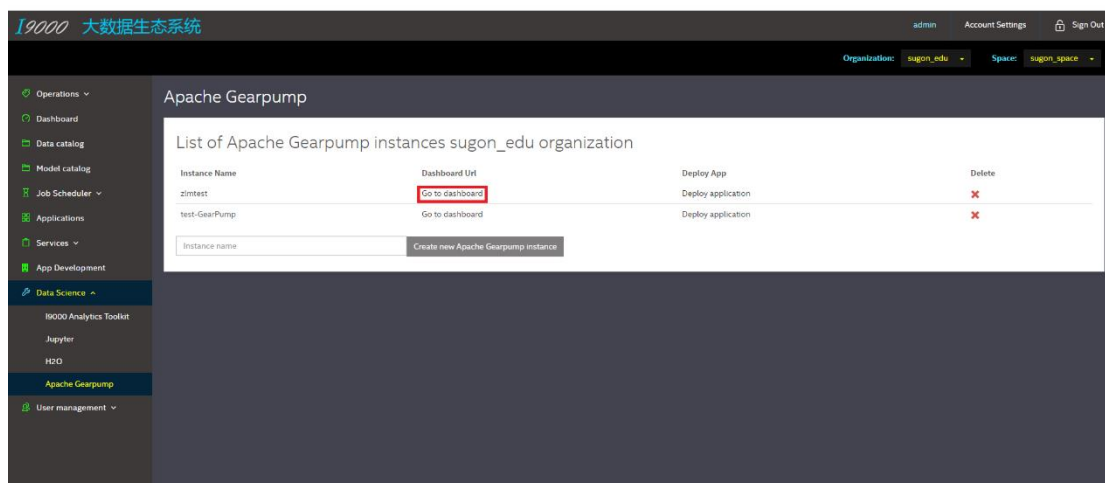 I9000 大数据生态系统
admin Account Settings Sign Out
Organization: sugon_edu Space: sugon_space
Operations
Dashboard
Data catalog
Model catalog
Job Scheduler
Applications
Services
App Development
Data Science
I9000 Analytics Toolkit
Jupyter
H2O
Apache Gearpump
User management
Apache Gearpump
List of Apache Gearpump instances sugon_edu organization
Instance Name Dashboard Url Deploy App Delete
zimtest Go to dashboard Deploy application
test-GearPump Go to dashboard Deploy application
Instance name Create new Apache Gearpump instance